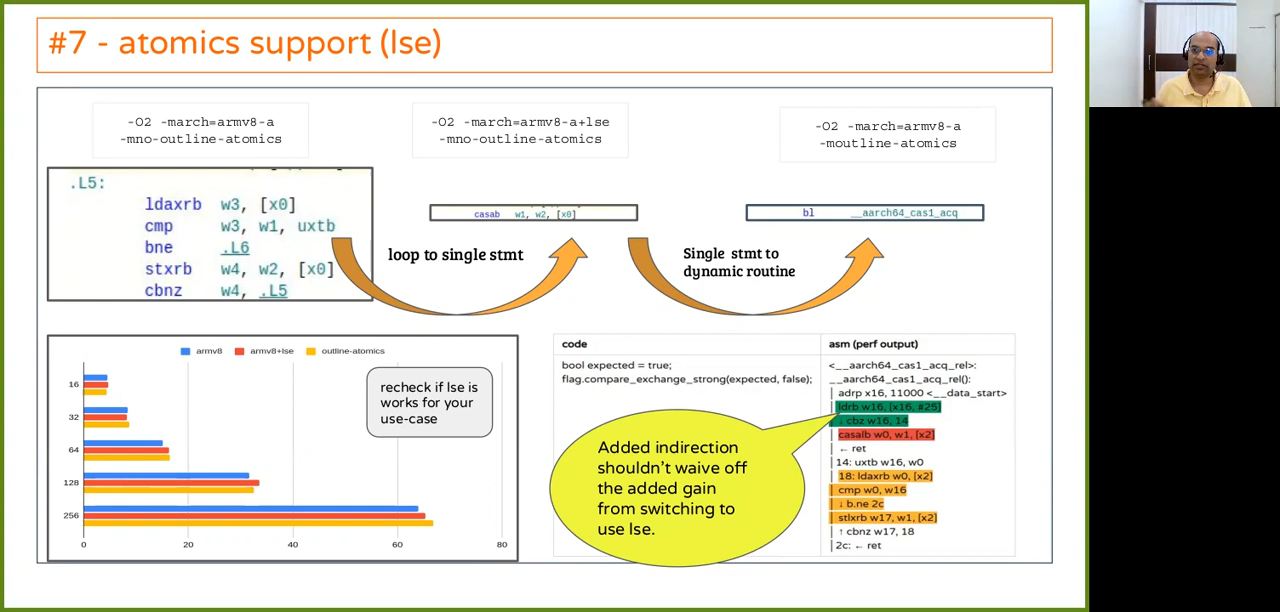 #7 - atomics support (lse)
-O2 -march=armv8-a
-mno-outline-atomics
-O2 -march=armv8-a+lse
-mno-outline-atomics
-O2 -march=armv8-a
-moutline-atomics
.L5:
ldaxrb w3, [x0]
cmp w3, w1, uxtb
bne .L6
stxrb w4, w2, [x0]
cbnz w4, .L5
casab w1, w2, [x0]
bl __aarch64_cas1_acq
loop to single stmt
Single stmt to
dynamic routine
armv8 armv8+lse outline-atomics
16
32
64
128
256
0 20 40 60 80
recheck if lse is
works for your
use-case
code
bool expected = true;
flag.compare_exchange_strong(expected, false);
Added indirection
shouldn't waive off
the added gain
from switching to
use lse.
asm (perf output)
<__aarch64_cas1_acq_rel>:
__aarch64_cas1_acq_rel():
│ adrp x16, 11000 <__data_start>
│ ldrb w16, [x16, #25]
│ ↓ cbz w16, 14
│ casalb w0, w1, [x2]
│ ← ret
│14: uxtb w16, w0
│ 18: ldaxrb w0, [x2]
│ cmp w0, w16
│ ↓ b.ne 2c
│ stlxrb w17, w1, [x2]
│ ↑ cbnz w17, 18
│2c: ← ret